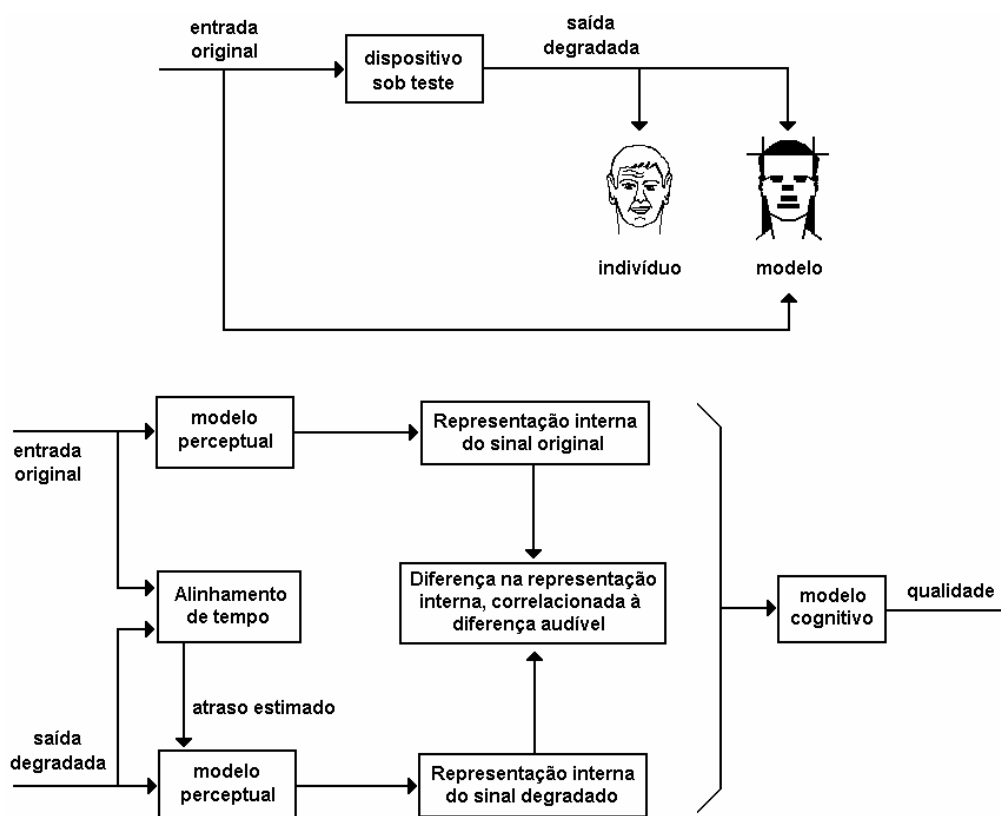 entrada
original
dispositivo
sob teste
saída
degradada
indivíduo
modelo
entrada
original
modelo
perceptual
Representação interna
do sinal original
Alinhamento
de tempo
Diferença na representação
interna, correlacionada à
diferença audível
modelo
cognitivo
qualidade
atraso estimado
saída
degradada
modelo
perceptual
Representação interna
do sinal degradado